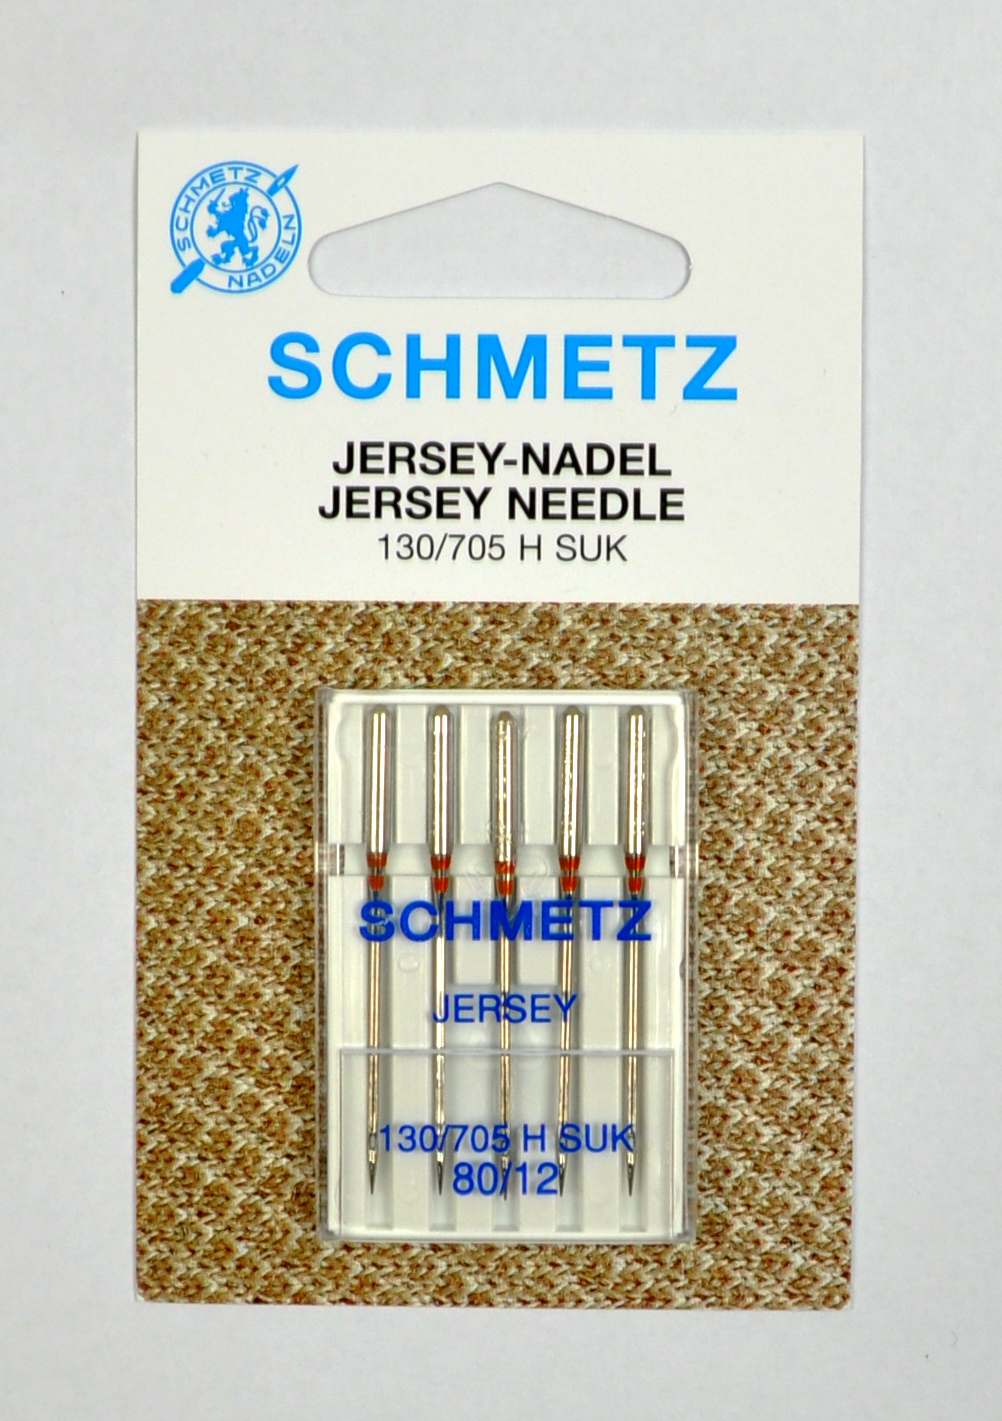 SCHMETZ
NADELN
SCHMETZ
JERSEY-NADEL
JERSEY NEEDLE
130/705 H SUK
SCHMETZ
JERSEY
130/705 H SUK
80/12